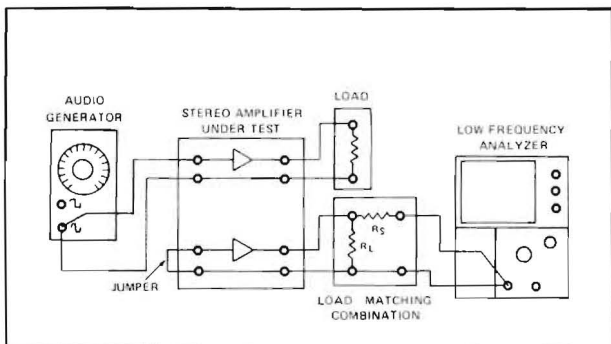 AUDIO
GENERATOR
STEREO AMPLIFIER
UNDER TEST
LOAD
LOW FREQUENCY
ANALYZER
RS
RL
JUMPER
LOAD MATCHING
COMBINATION